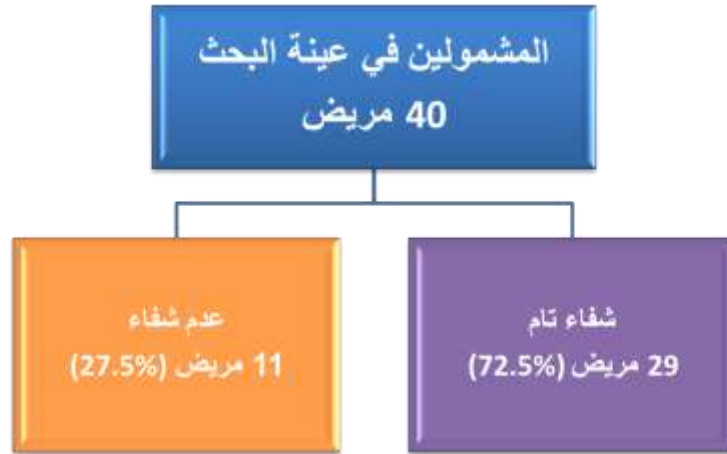 المشمولين في عينة البحث
40 مريض
شفاء تام
29 مريض (72.5%)
عدم شفاء
11 مريض (27.5%)